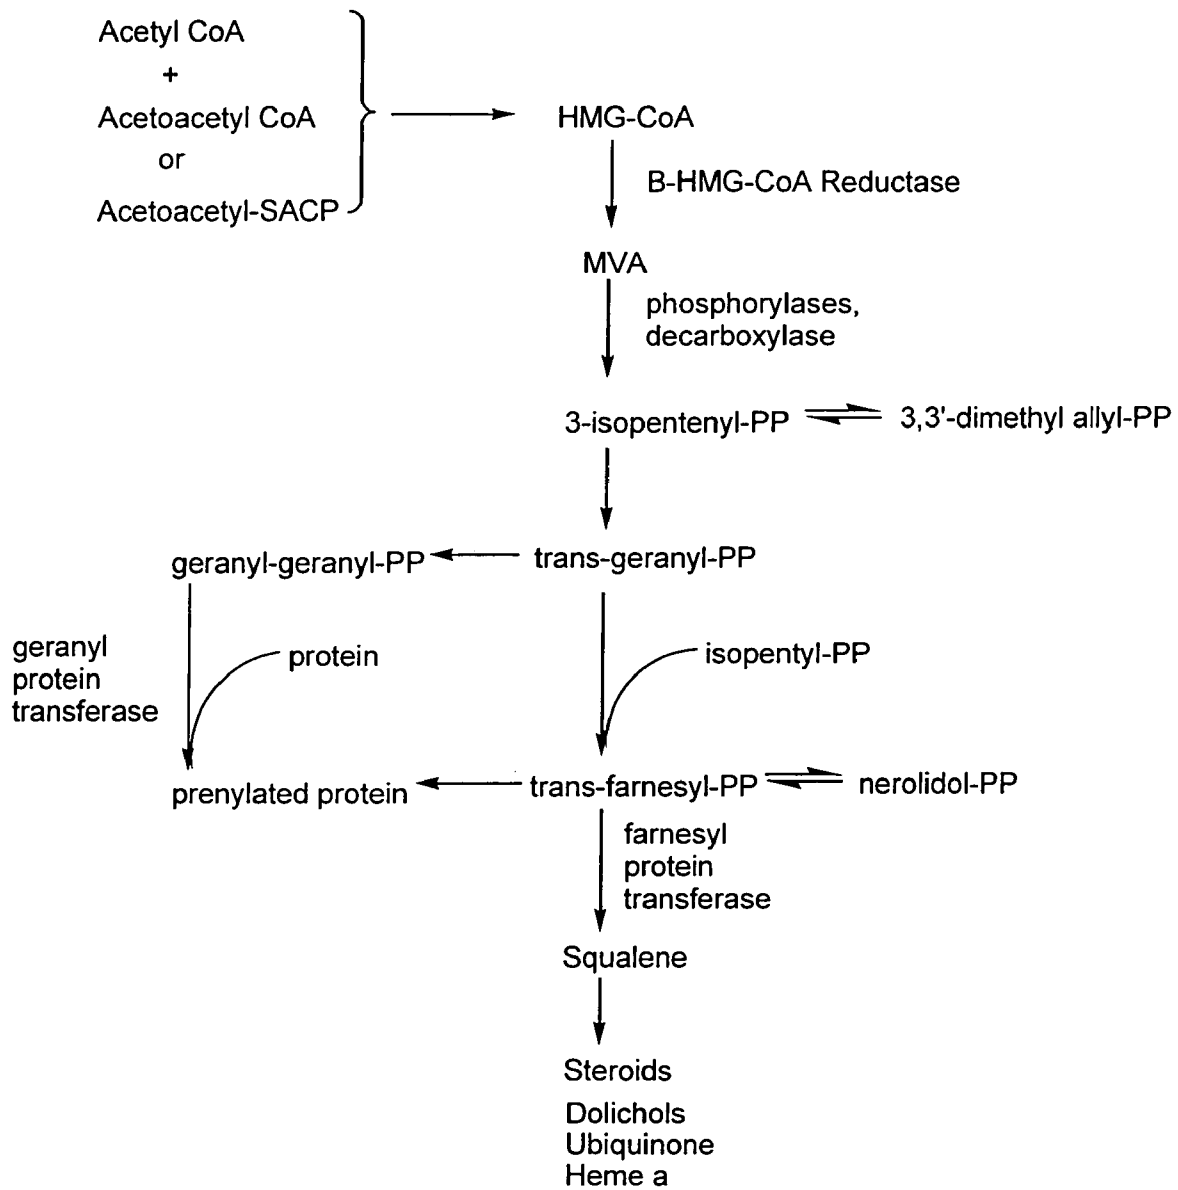 Acetyl CoA
+
Acetoacetyl CoA
or
Acetoacetyl-SACP
HMG-CoA
B-HMG-CoA Reductase
MVA
phosphorylases,
decarboxylase
3-isopentenyl-PP
3,3'-dimethyl allyl-PP
geranyl-geranyl-PP
trans-geranyl-PP
geranyl
protein
transferase
protein
isopentyl-PP
prenylated protein
trans-farnesyl-PP
nerolidol-PP
farnesyl
protein
transferase
Squalene
Steroids
Dolichols
Ubiquinone
Heme a